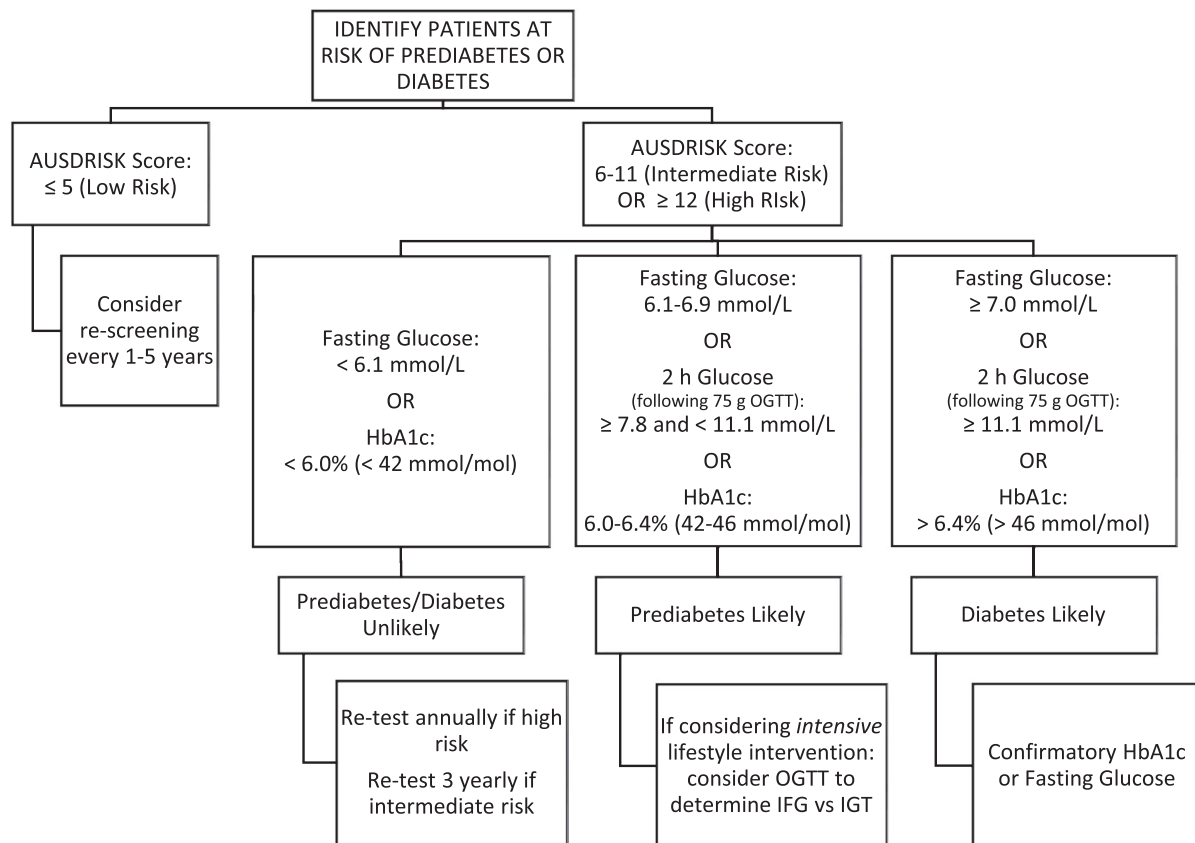 IDENTIFY PATIENTS AT
RISK OF PREDIABETES OR
DIABETES
AUSDRISK Score:
≤ 5 (Low Risk)
AUSDRISK Score:
6-11 (Intermediate Risk)
OR ≥ 12 (High RIsk)
Consider
re-screening
every 1-5 years
Fasting Glucose:
< 6.1 mmol/L
OR
HbA1c:
< 6.0% (< 42 mmol/mol)
Fasting Glucose:
6.1-6.9 mmol/L
OR
2 h Glucose
(following 75 g OGTT):
≥ 7.8 and < 11.1 mmol/L
OR
HbA1c:
6.0-6.4% (42-46 mmol/mol)
Fasting Glucose:
≥ 7.0 mmol/L
OR
2 h Glucose
(following 75 g OGTT):
≥ 11.1 mmol/L
OR
HbA1c:
> 6.4% (> 46 mmol/mol)
Prediabetes/Diabetes
Unlikely
Prediabetes Likely
Diabetes Likely
Re-test annually if high
risk
Re-test 3 yearly if
intermediate risk
If considering intensive
lifestyle intervention:
consider OGTT to
determine IFG vs IGT
Confirmatory HbA1c
or Fasting Glucose